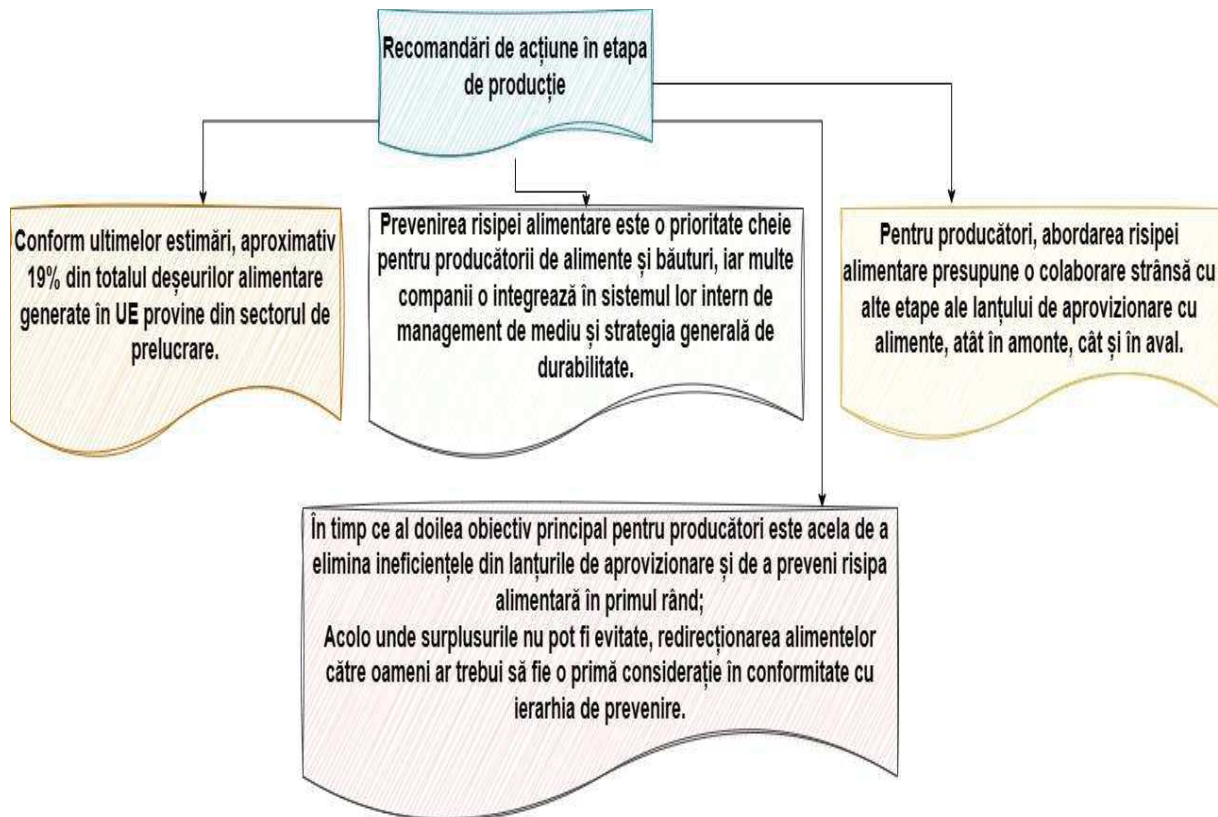 Recomandări de acțiune în etapa
de producție
Conform ultimelor estimări, aproximativ
19% din totalul deșeurilor alimentare
generate în UE provine din sectorul de
prelucrare.
Prevenirea risipei alimentare este o prioritate cheie
pentru producătorii de alimente și băuturi, iar multe
companii o integrează în sistemul lor intern de
management de mediu și strategia generală de
durabilitate.
Pentru producători, abordarea risipei
alimentare presupune o colaborare strânsă cu
alte etape ale lanțului de aprovizionare cu
alimente, atât în amonte, cât și în aval.
În timp ce al doilea obiectiv principal pentru producători este acela de a
elimina ineficiențele din lanțurile de aprovizionare și de a preveni risipa
alimentară în primul rând;
Acolo unde surplusurile nu pot fi evitate, redirecționarea alimentelor
către oameni ar trebui să fie o primă considerație în conformitate cu
ierarhia de prevenire.